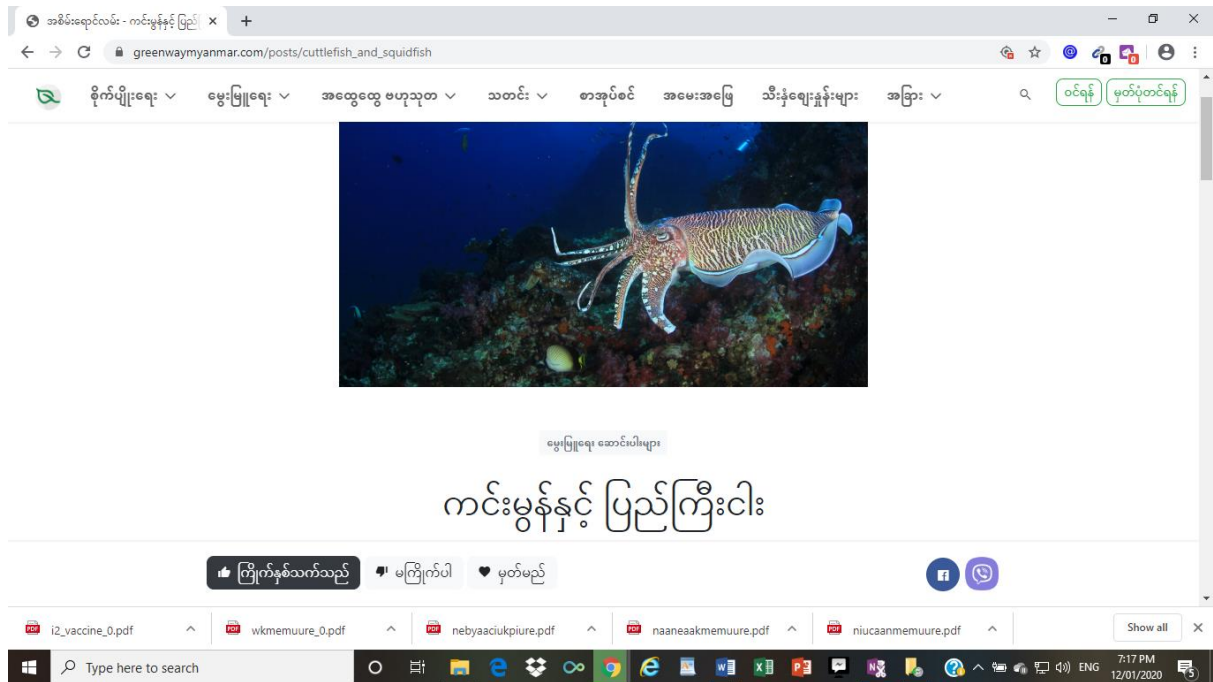 အစိမ်းရောင်လမ်း - ကင်းမွန်နှင့် ပြည်
greenwaymyanmar.com/posts/cuttlefish_and_squidfish
စိုက်ပျိုးရေး မွေးမြူရေး အထွေထွေ ဗဟုသုတ သတင်း စာအုပ်စင် အမေးအဖြေ သီးနှံဈေးနှုန်းများ အခြား ဝင်ရန် မှတ်ပုံတင်ရန်
မွေးမြူရေး ဆောင်းပါးများ
ကင်းမွန်နှင့် ပြည်ကြီးငါး
ကြိုက်နှစ်သက်သည် မကြိုက်ပါ မှတ်မည်
i2_vaccine_0.pdf wkmemuure_0.pdf nebyaaciukpiure.pdf naaneaakmemuure.pdf niucaanmemuure.pdf Show all
Type here to search ENG 7:17 PM
12/01/2020